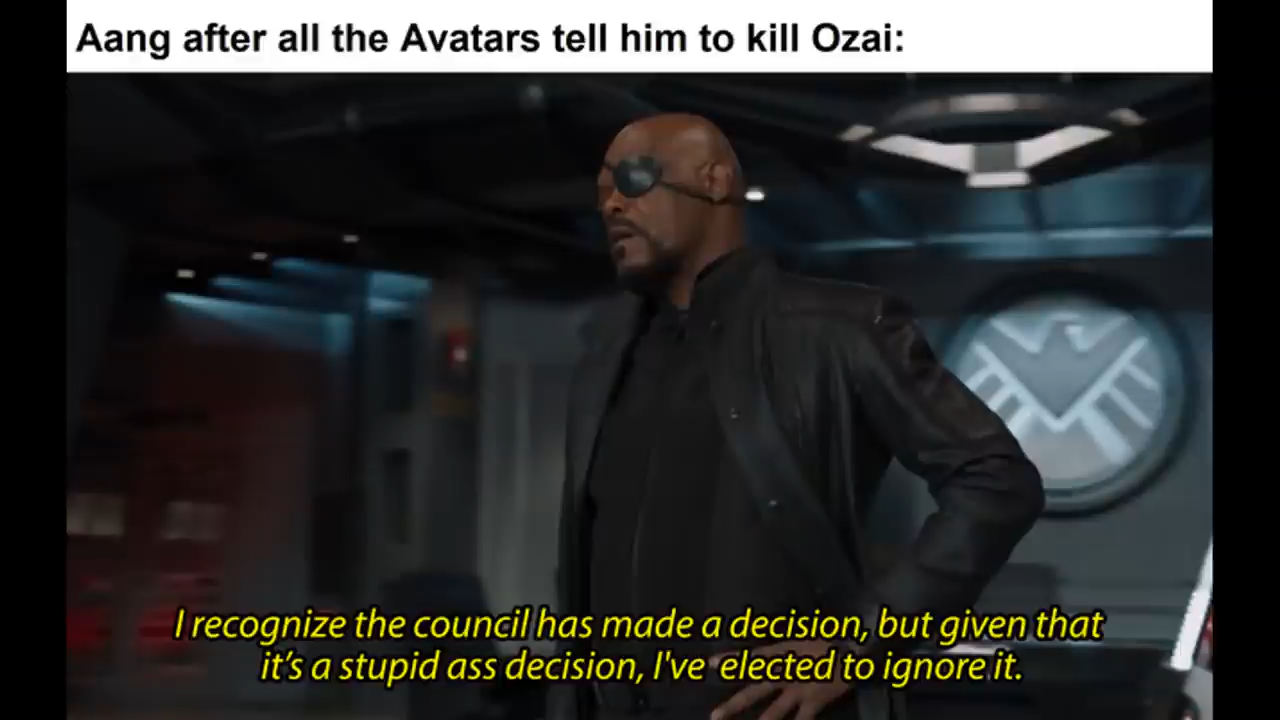 Aang after all the Avatars tell him to kill Ozai:
I recognize the council has made a decision, but given that
it's a stupid ass decision, I've elected to ignore it.